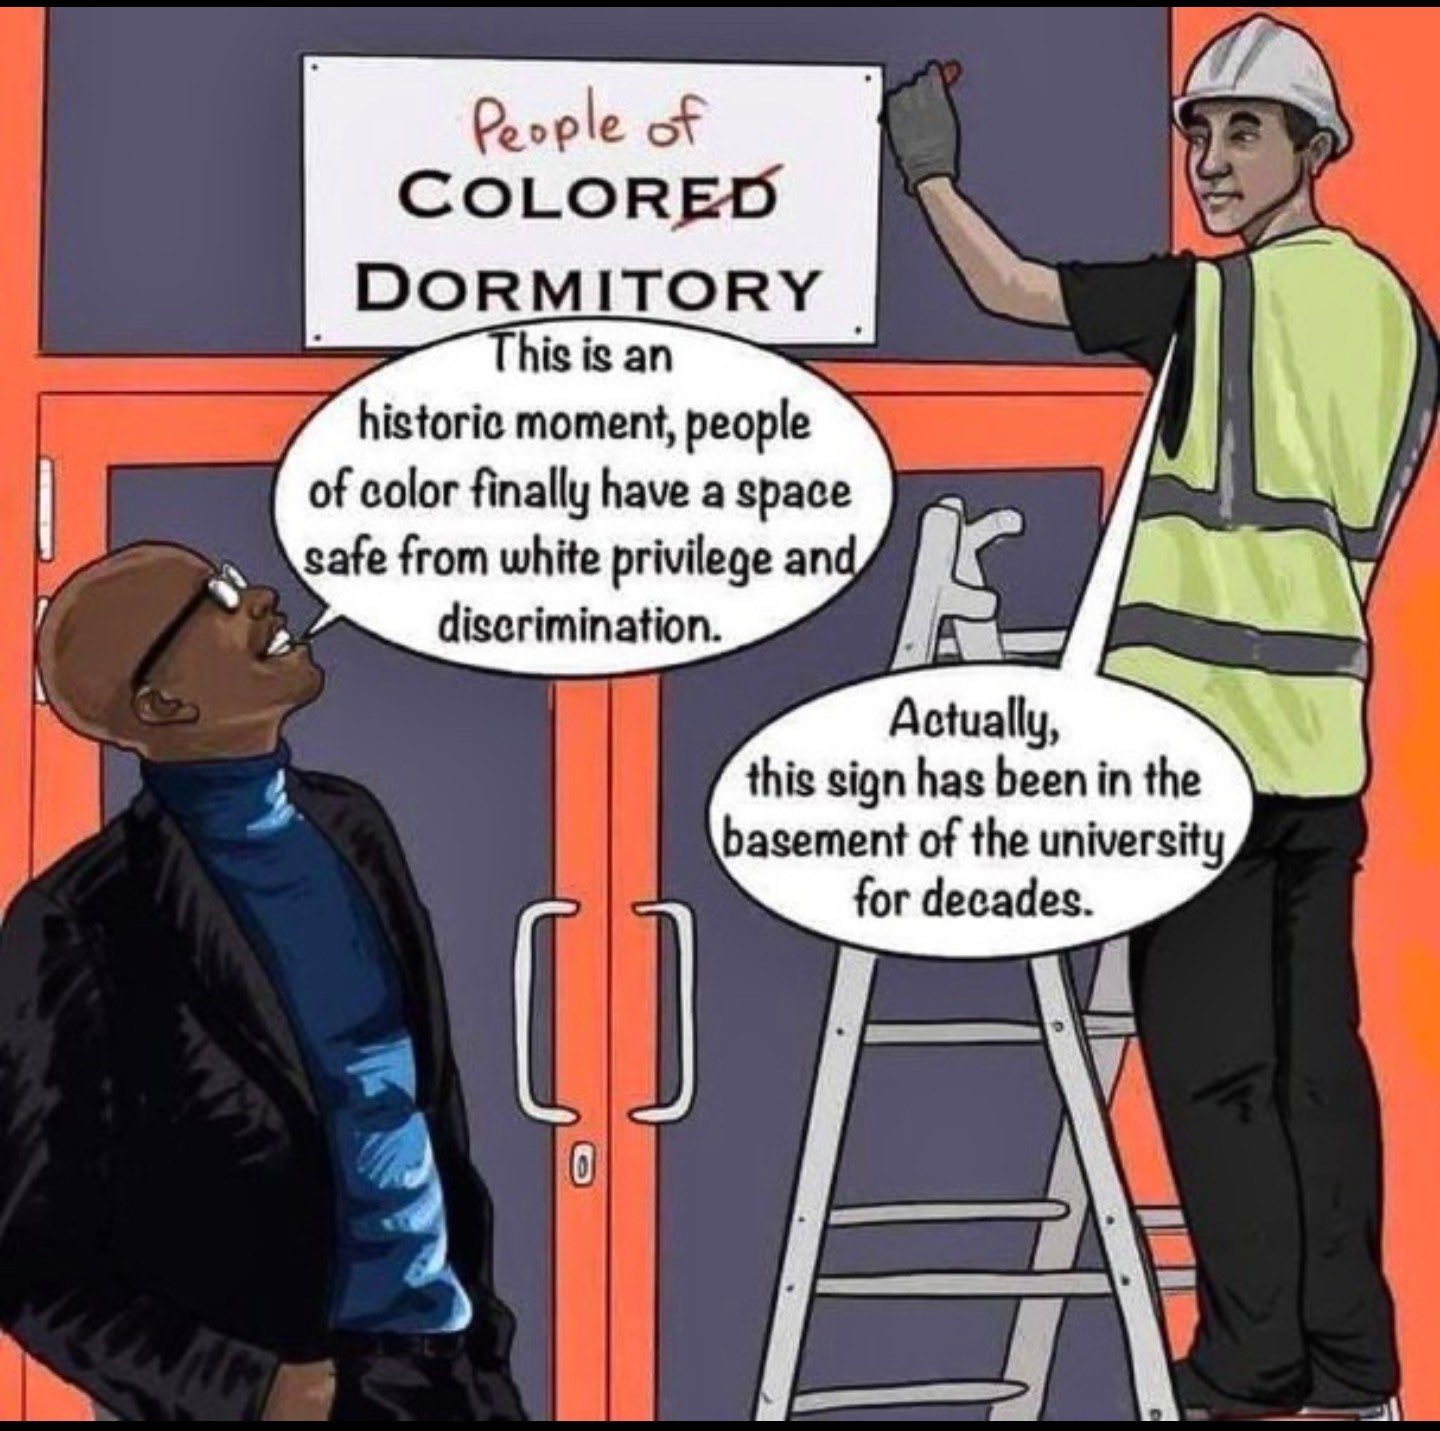 People of
COLORED
DORMITORY
This is an
historic moment, people
of color finally have a space
safe from white privilege and
discrimination.
Actually,
this sign has been in the
basement of the university
for decades.